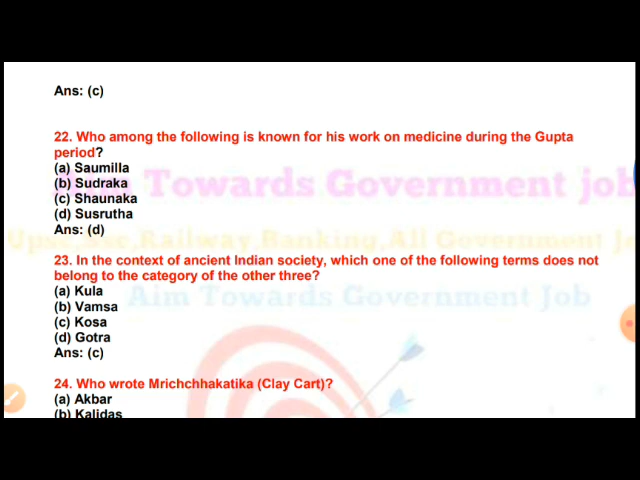 Ans: (c)
22. Who among the following is known for his work on medicine during the Gupta
period?
(a) Saumilla
(b) Sudraka
Aim Towards Government job
(c) Shaunaka
(d) Susrutha
Ans: (d)
Upsc,Ssc,Railway,Banking,All Government
23. In the context of ancient Indian society, which one of the following terms does not
belong to the category of the other three?
(a) Kula
Aim Towards Government Job
(b) Vamsa
(c) Kosa
(d) Gotra
Ans: (c)
24. Who wrote Mrichchhakatika (Clay Cart)?
(a) Akbar
(b) Kalidas